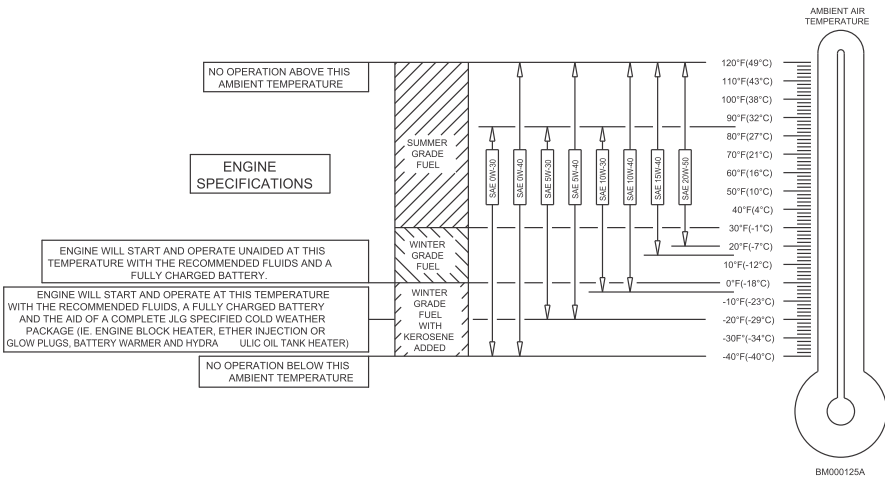 AMBIENT AIR
TEMPERATURE
NO OPERATION ABOVE THIS
AMBIENT TEMPERATURE
ENGINE
SPECIFICATIONS
ENGINE WILL START AND OPERATE UNAIDED AT THIS
TEMPERATURE WITH THE RECOMMENDED FLUIDS AND A
FULLY CHARGED BATTERY.
ENGINE WILL START AND OPERATE AT THIS TEMPERATURE
WITH THE RECOMMENDED FLUIDS, A FULLY CHARGED BATTERY
AND THE AID OF A COMPLETE JLG SPECIFIED COLD WEATHER
PACKAGE (IE. ENGINE BLOCK HEATER, ETHER INJECTION OR
GLOW PLUGS, BATTERY WARMER AND HYDRA ULIC OIL TANK HEATER)
NO OPERATION BELOW THIS
AMBIENT TEMPERATURE
SUMMER
GRADE
FUEL
WINTER
GRADE
FUEL
WINTER
GRADE
FUEL
WITH
KEROSENE
ADDED
SAE 0W-30
SAE 0W-40
SAE 5W-30
SAE 5W-40
SAE 10W-30
SAE 10W-40
SAE 15W-40
SAE 20W-50
120°F(49°C)
110°F(43°C)
100°F(38°C)
90°F(32°C)
80°F(27°C)
70°F(21°C)
60°F(16°C)
50°F(10°C)
40°F(4°C)
30°F(-1°C)
20°F(-7°C)
10°F(-12°C)
0°F(-18°C)
-10°F(-23°C)
-20°F(-29°C)
-30F°(-34°C)
-40°F(-40°C)
BM000125A